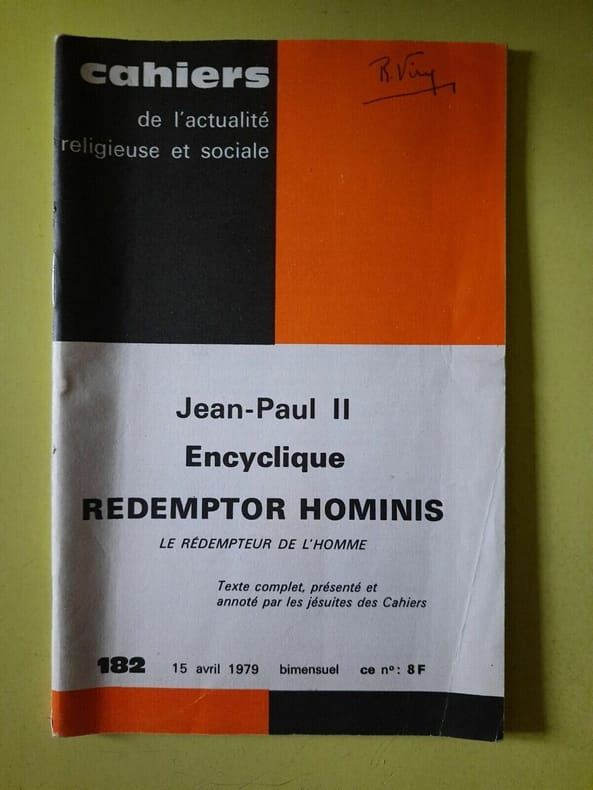 cahiers
de l'actualité
religieuse et sociale
Jean-Paul II
Encyclique
REDEMPTOR HOMINIS
LE RÉDEMPTEUR DE L'HOMME
Texte complet, présenté et
annoté par les jésuites des Cahiers
182 15 avril 1979 bimensuel ce nº: 8F